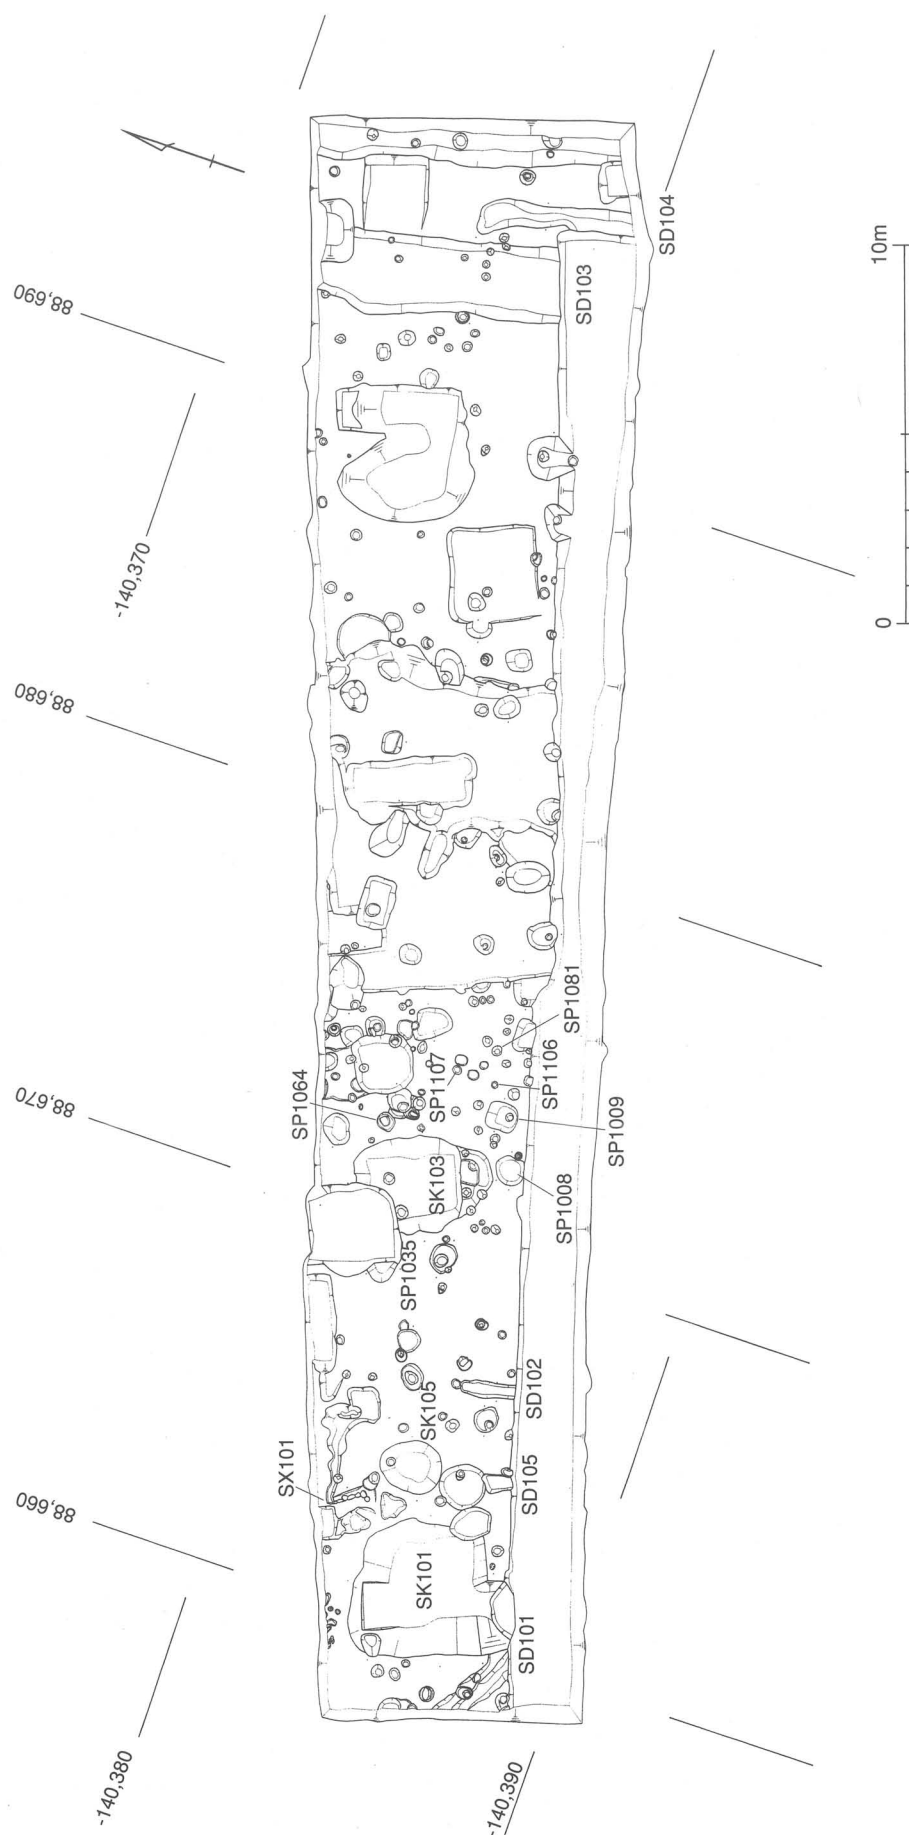 SD104
10m
SD103
88,690
-140,370
0
88,680
SP1081
SP1064
SP1107
SP1106
88,670
SP1009
SK103
SP1008
SP1035
SK105
SD102
SX101
SD105
88,660
SK101
SD101
-140,380
-140,390